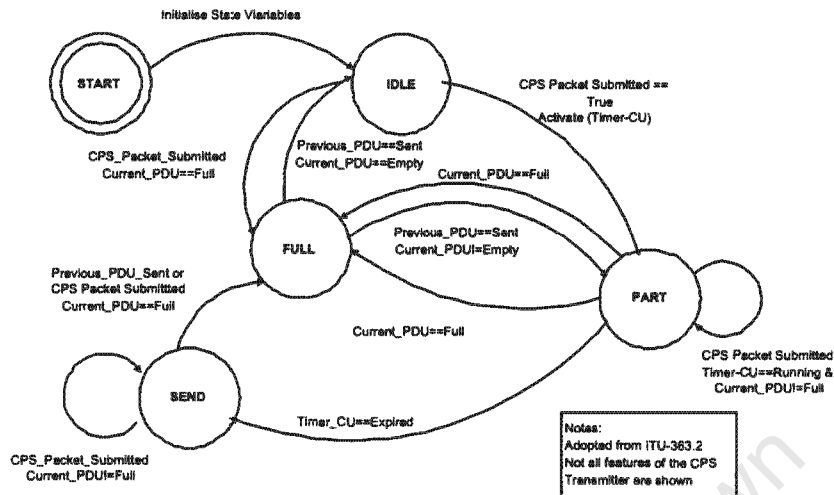 Initialise State Viariables
START
IDLE
CPS Packet Submitted ==
True
Activate (Timer-CU)
CPS_Packet_Submitted
Current_PDU==Full
Previous_PDU==Sent
Current_PDU==Empty
Current_PDU==Full
FULL
Previous_PDU==Sent
Current_PDU!=Empty
PART
Previous_PDU_Sent or
CPS Packet Submittted
Current_PDU==Full
Current_PDU==Full
CPS Packet Submitted
Timer-CU==Running &
Current_PDU!=Full
SEND
Timer_CU==Expired
CPS_Packet_Submitted
Current_PDU!=Full
Notes:
Adopted from ITU-363.2
Not all features of the CPS
Transmitter are shown